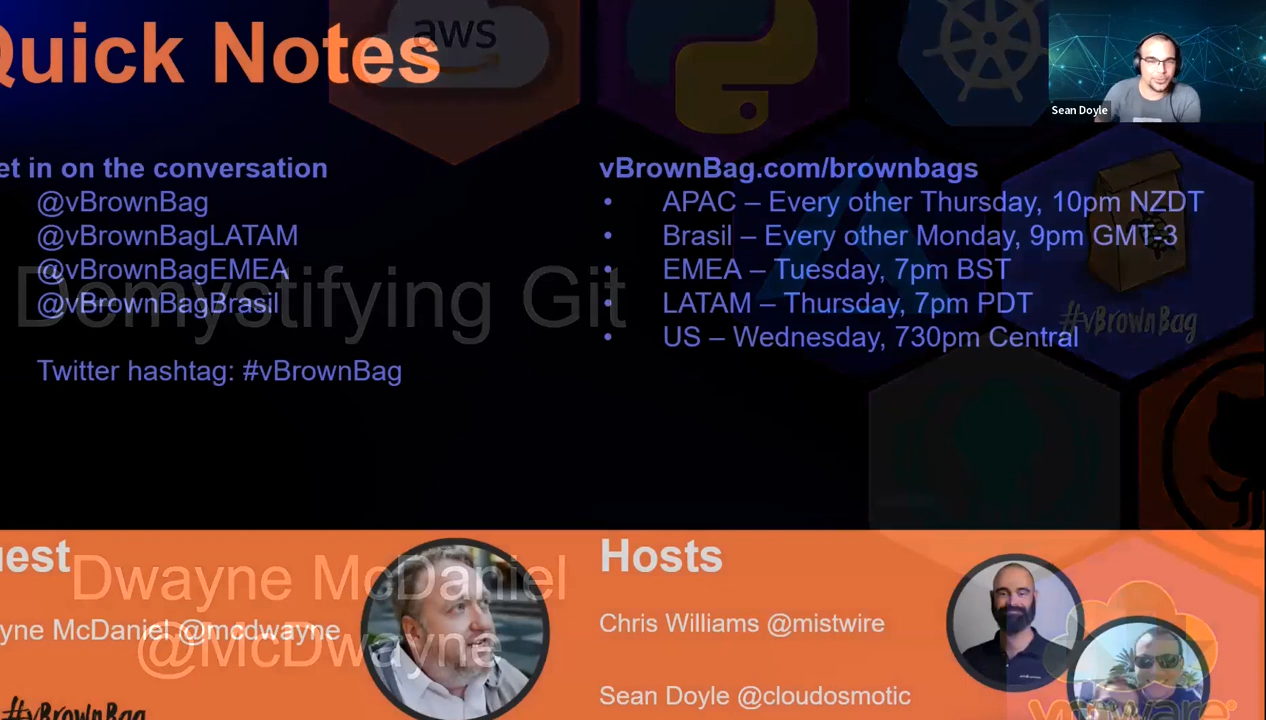 Quick Notes
aws
Sean Doyle
et in on the conversation
@vBrownBag
@vBrownBagLATAM
@vBrownBagEMEA
@vBrownBagBrasil
Twitter hashtag: #vBrownBag
Demystifying Git
vBrownBag.com/brownbags
• APAC – Every other Thursday, 10pm NZDT
• Brasil – Every other Monday, 9pm GMT-3
• EMEA – Tuesday, 7pm BST
• LATAM – Thursday, 7pm PDT
• US – Wednesday, 730pm Central
#vBrownBag
uest
Dwayne McDaniel
yne McDaniel @mcdwayne
@McDwayne
#vBrownBag
Hosts
Chris Williams @mistwire
Sean Doyle @cloudosmotic
vmware®